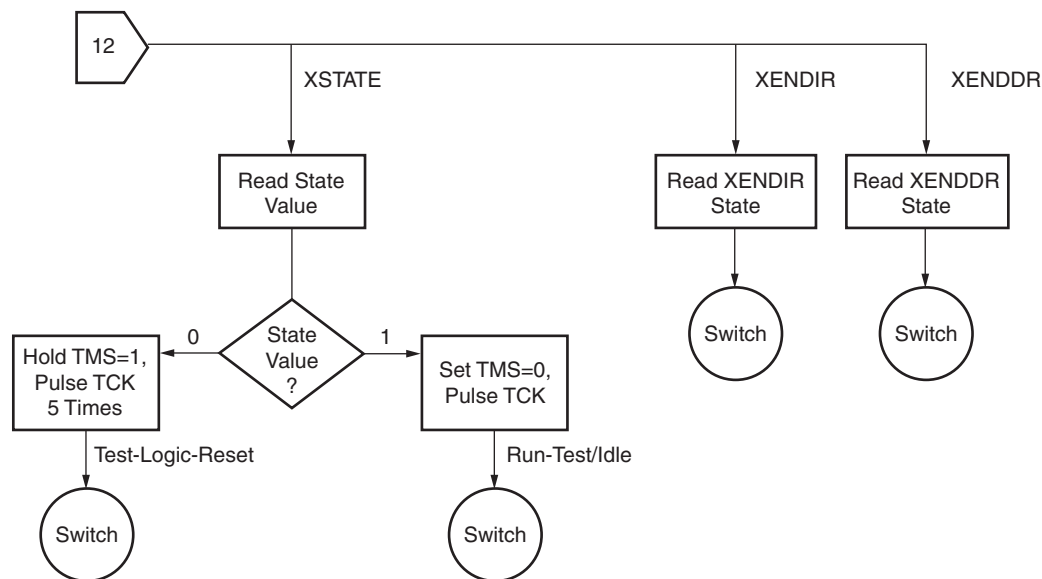 12
XSTATE
XENDIR
XENDDR
Read State
Value
Read XENDIR
State
Read XENDDR
State
Switch
Switch
0
State
Value
?
1
Hold TMS=1,
Pulse TCK
5 Times
Set TMS=0,
Pulse TCK
Test-Logic-Reset
Run-Test/Idle
Switch
Switch